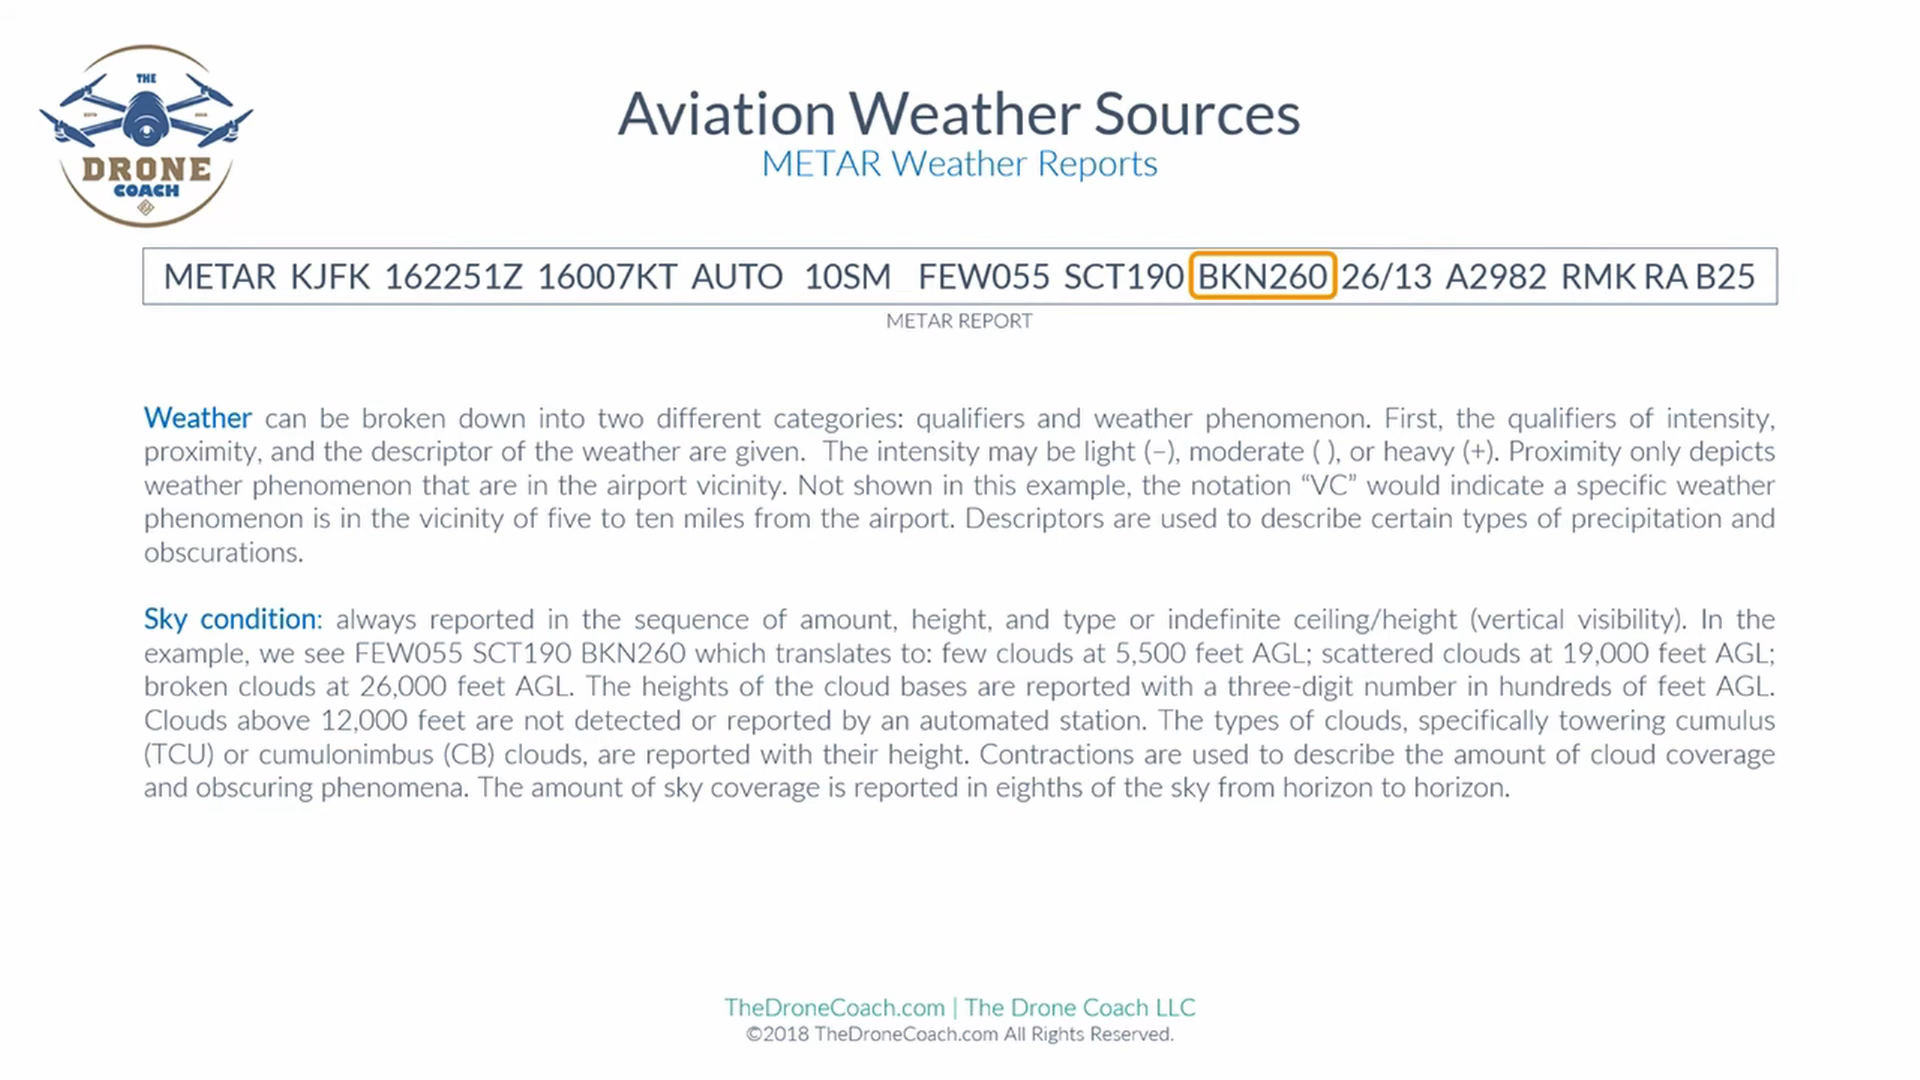 THE
DRONE
COACH
Aviation Weather Sources
METAR Weather Reports
METAR KJFK 162251Z 16007KT AUTO 10SM FEW055 SCT190 BKN260 26/13 A2982 RMK RA B25
METAR REPORT
Weather can be broken down into two different categories: qualifiers and weather phenomenon. First, the qualifiers of intensity,
proximity, and the descriptor of the weather are given. The intensity may be light (–), moderate ( ), or heavy (+). Proximity only depicts
weather phenomenon that are in the airport vicinity. Not shown in this example, the notation “VC” would indicate a specific weather
phenomenon is in the vicinity of five to ten miles from the airport. Descriptors are used to describe certain types of precipitation and
obscurations.
Sky condition: always reported in the sequence of amount, height, and type or indefinite ceiling/height (vertical visibility). In the
example, we see FEW055 SCT190 BKN260 which translates to: few clouds at 5,500 feet AGL; scattered clouds at 19,000 feet AGL;
broken clouds at 26,000 feet AGL. The heights of the cloud bases are reported with a three-digit number in hundreds of feet AGL.
Clouds above 12,000 feet are not detected or reported by an automated station. The types of clouds, specifically towering cumulus
(TCU) or cumulonimbus (CB) clouds, are reported with their height. Contractions are used to describe the amount of cloud coverage
and obscuring phenomena. The amount of sky coverage is reported in eighths of the sky from horizon to horizon.
TheDroneCoach.com | The Drone Coach LLC
©2018 TheDroneCoach.com All Rights Reserved.